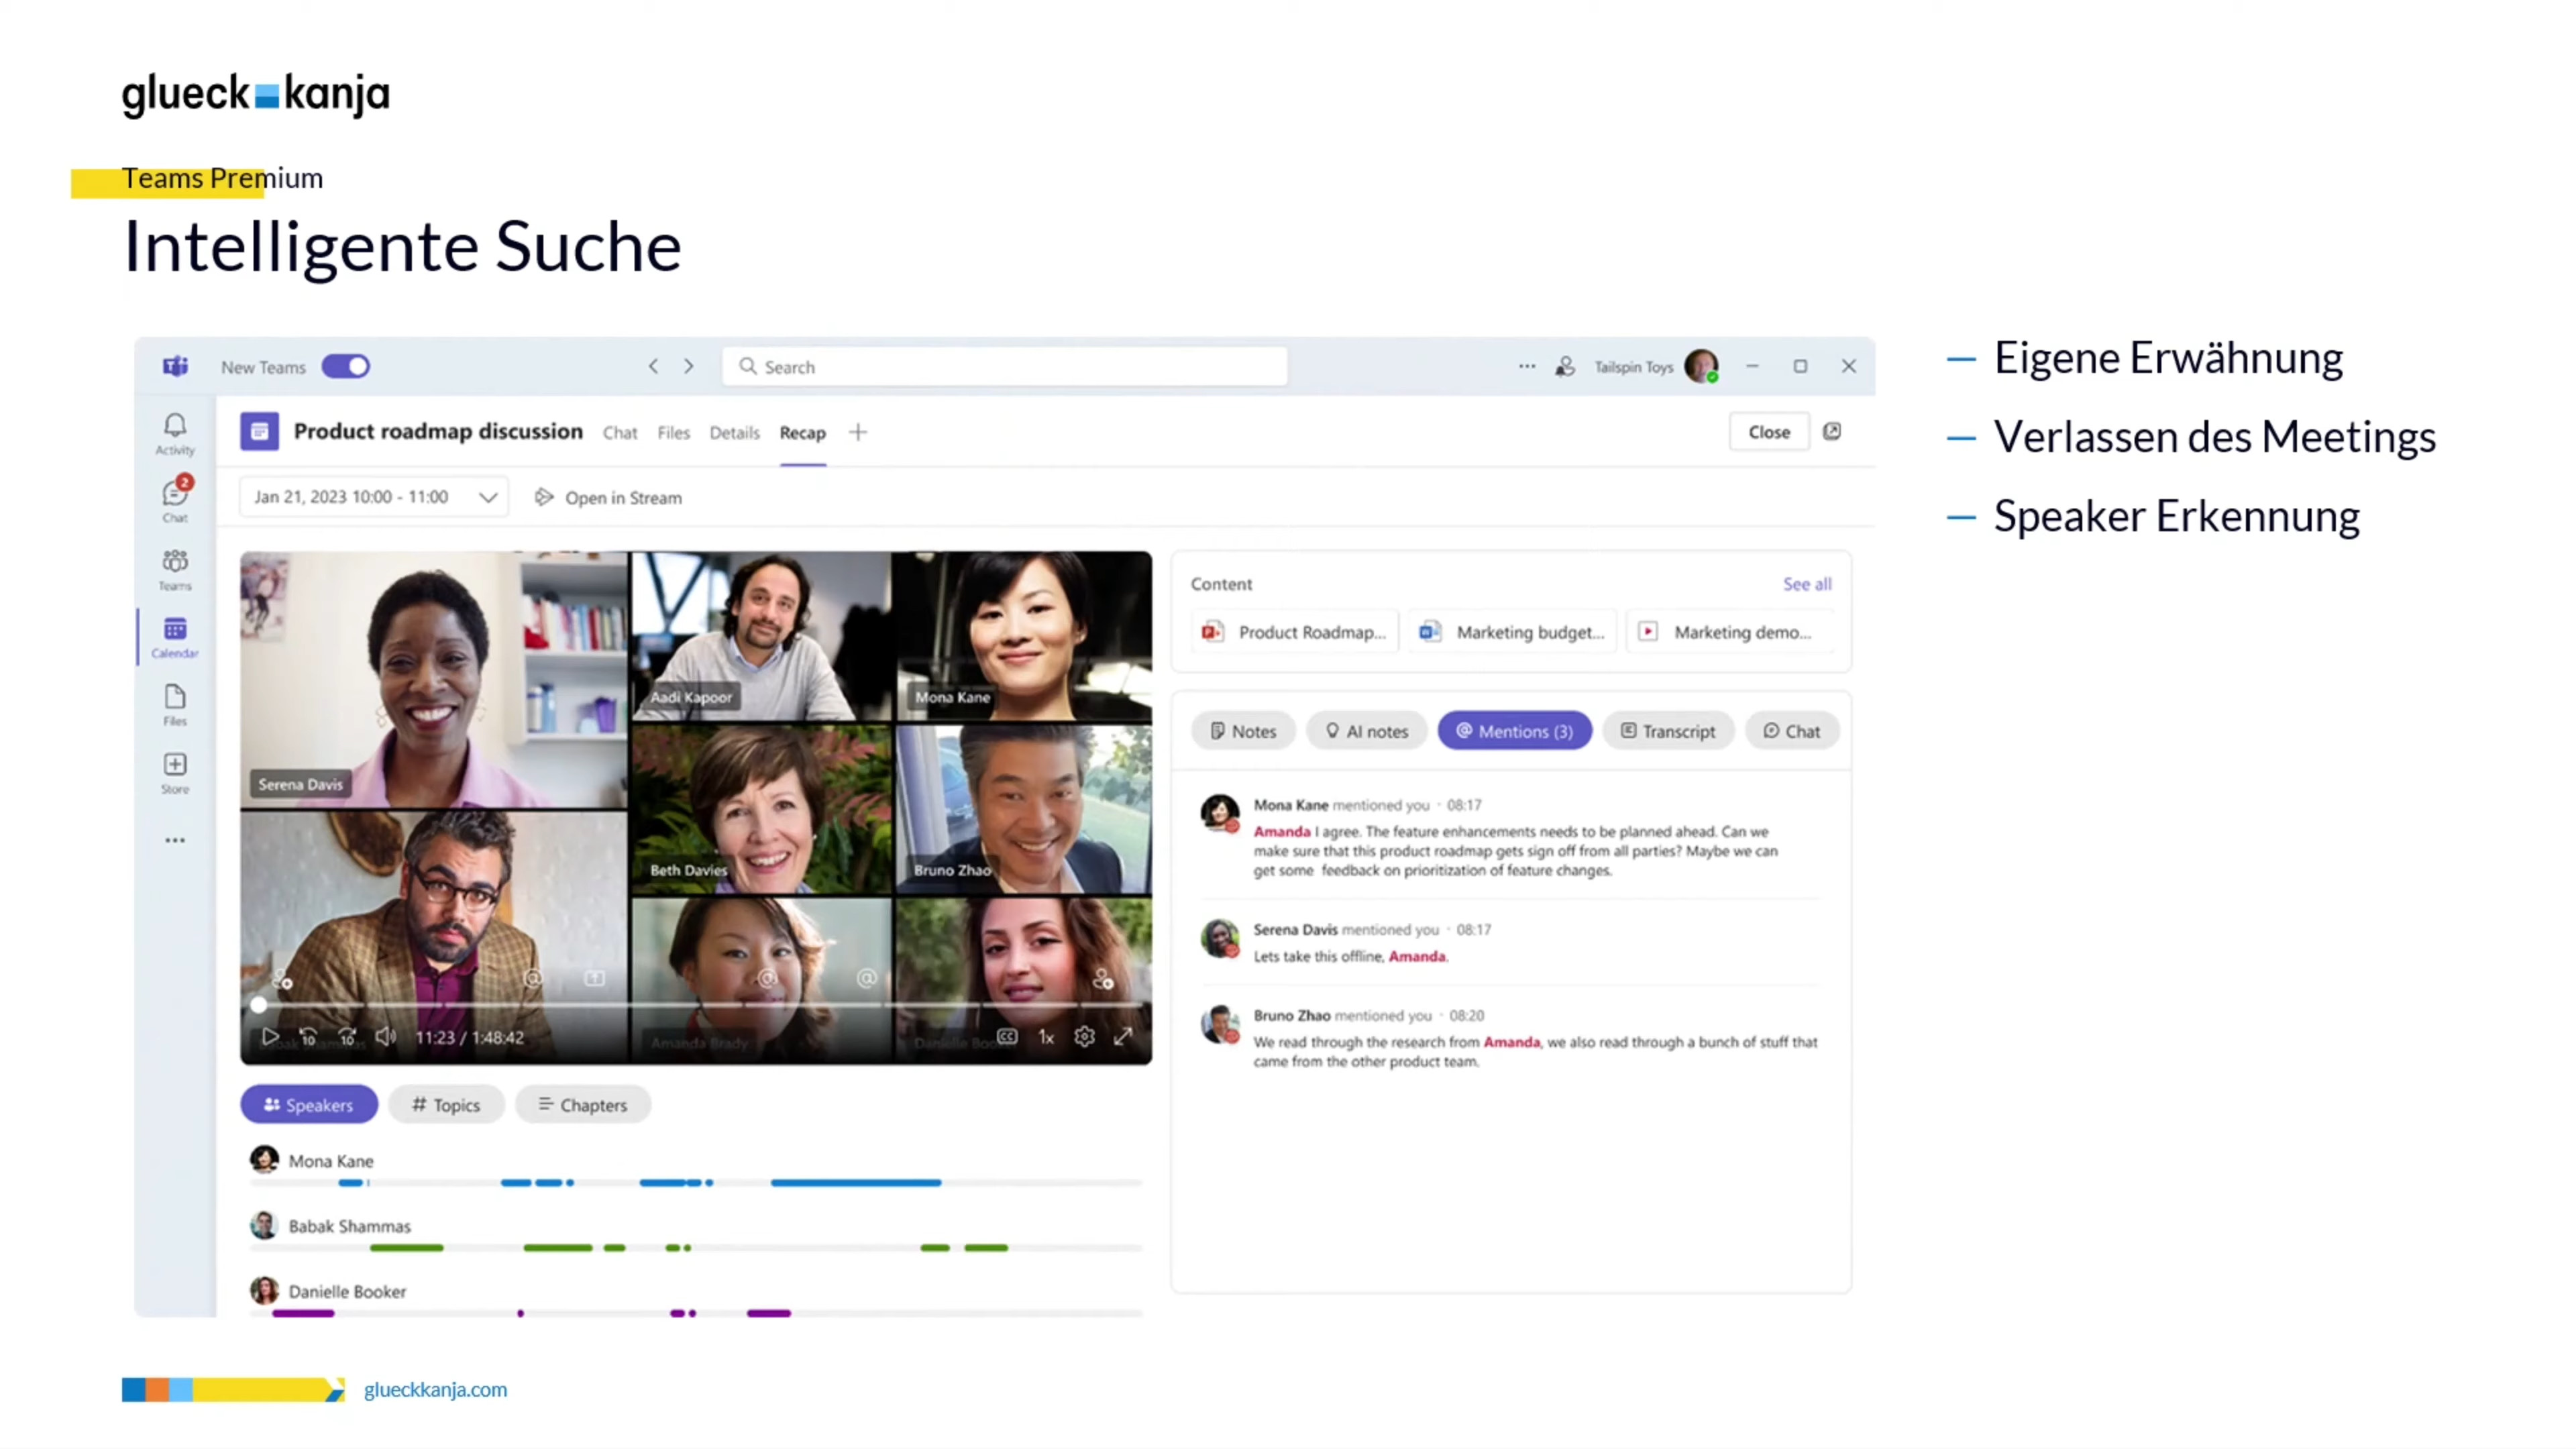 glueck kanja
Teams Premium
Intelligente Suche
New Teams
Search
Tailspin Toys
Activity
2
Chat
Teams
Calendar
Files
Store
Product roadmap discussion Chat Files Details Recap
Close
Jan 21, 2023 10:00 - 11:00
Open in Stream
Serena Davis
Aadi Kapoor
Mona Kane
Beth Davies
Bruno Zhao
Babak Shammas
Amanda Brady
10 10 11:23 / 1:48:42
CC 1x
Speakers # Topics Chapters
Mona Kane
Babak Shammas
Danielle Booker
Content See all
Product Roadmap... Marketing budget... Marketing demo...
Notes AI notes @ Mentions (3) Transcript Chat
Mona Kane mentioned you · 08:17
Amanda I agree. The feature enhancements needs to be planned ahead. Can we
make sure that this product roadmap gets sign off from all parties? Maybe we can
get some feedback on prioritization of feature changes.
Serena Davis mentioned you · 08:17
Lets take this offline, Amanda.
Bruno Zhao mentioned you · 08:20
We read through the research from Amanda, we also read through a bunch of stuff that
came from the other product team.
— Eigene Erwähnung
— Verlassen des Meetings
— Speaker Erkennung
glueckkanja.com